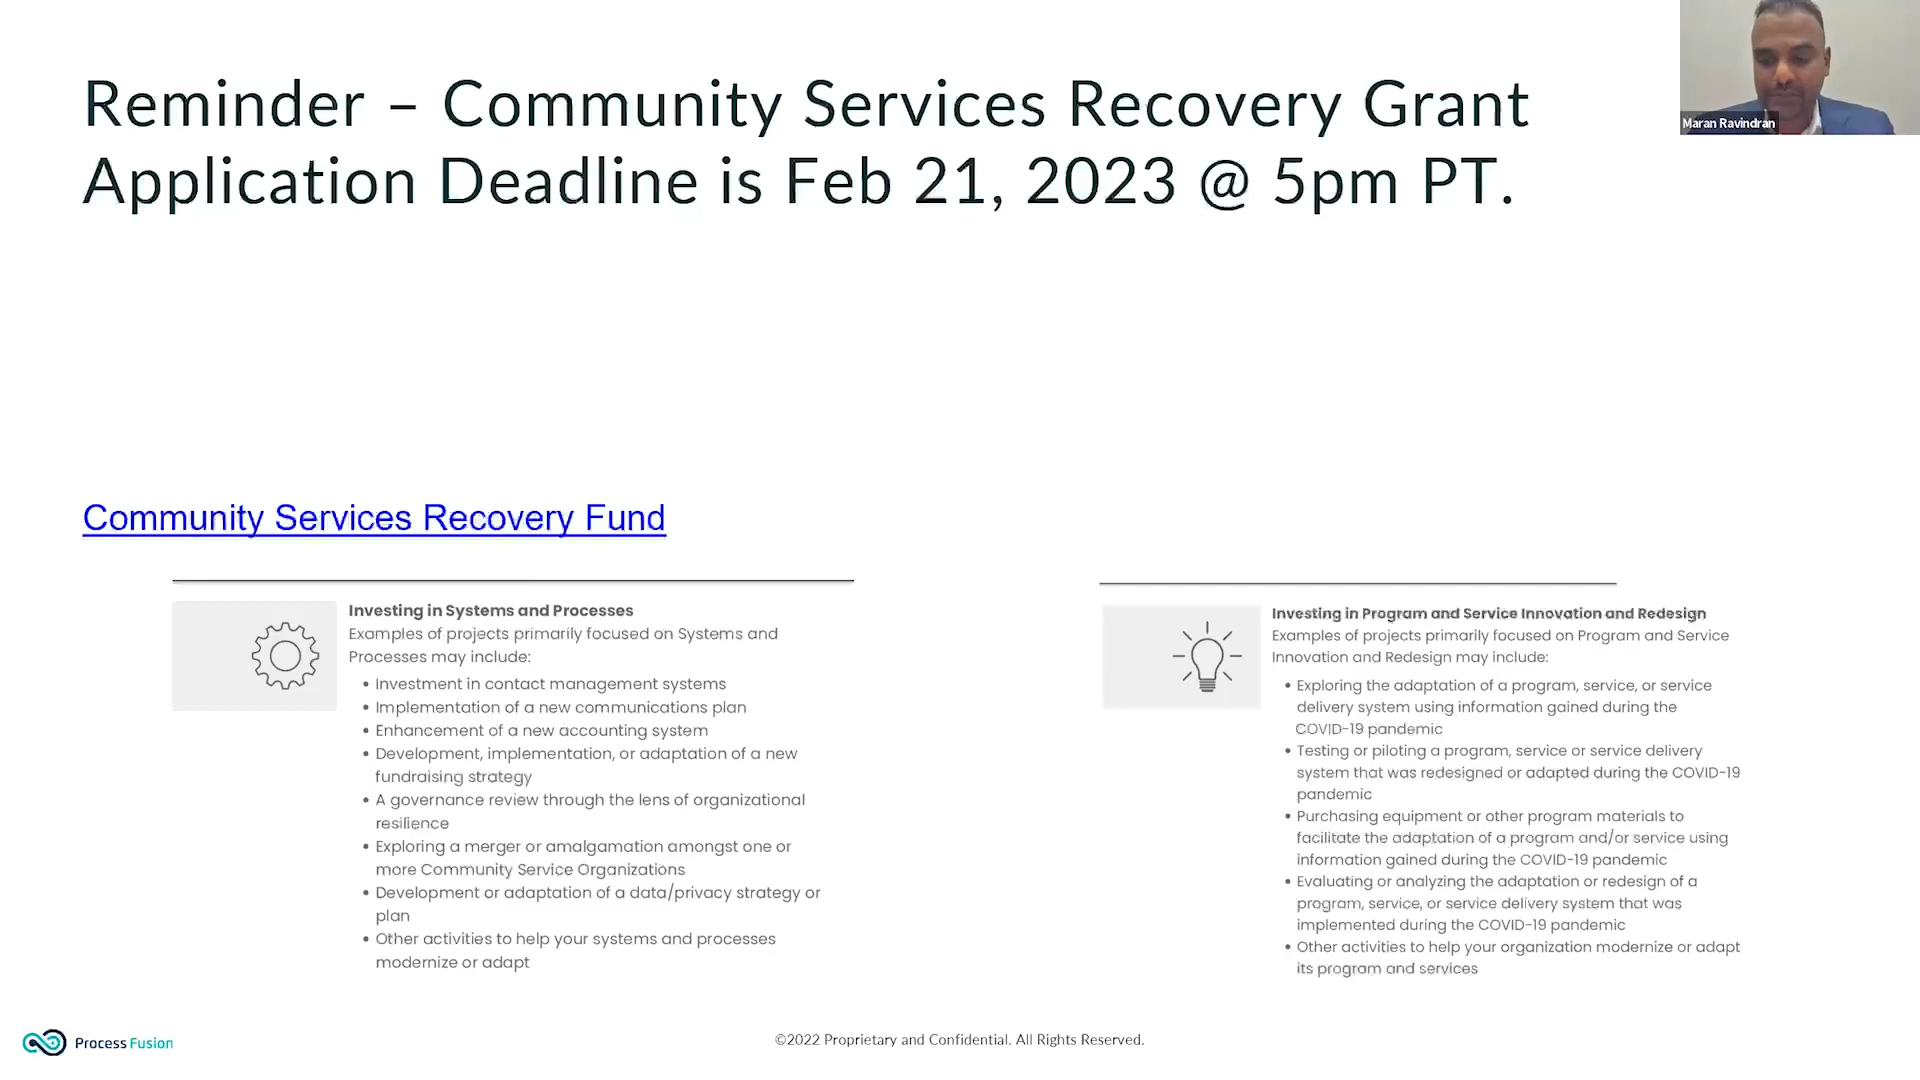 Reminder – Community Services Recovery Grant
Application Deadline is Feb 21, 2023 @ 5pm PT.
Maran Ravindran
Community Services Recovery Fund
Investing in Systems and Processes
Examples of projects primarily focused on Systems and
Processes may include:
• Investment in contact management systems
• Implementation of a new communications plan
• Enhancement of a new accounting system
• Development, implementation, or adaptation of a new
fundraising strategy
• A governance review through the lens of organizational
resilience
• Exploring a merger or amalgamation amongst one or
more Community Service Organizations
• Development or adaptation of a data/privacy strategy or
plan
• Other activities to help your systems and processes
modernize or adapt
Investing in Program and Service Innovation and Redesign
Examples of projects primarily focused on Program and Service
Innovation and Redesign may include:
• Exploring the adaptation of a program, service, or service
delivery system using information gained during the
COVID-19 pandemic
• Testing or piloting a program, service or service delivery
system that was redesigned or adapted during the COVID-19
pandemic
• Purchasing equipment or other program materials to
facilitate the adaptation of a program and/or service using
information gained during the COVID-19 pandemic
• Evaluating or analyzing the adaptation or redesign of a
program, service, or service delivery system that was
implemented during the COVID-19 pandemic
• Other activities to help your organization modernize or adapt
its program and services
Process Fusion
©2022 Proprietary and Confidential. All Rights Reserved.